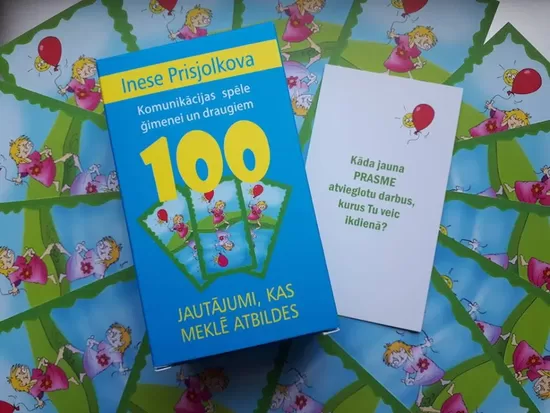 Inese Prisjolkova
Komunikācijas spēle
ģimenei un draugiem
100
JAUTĀJUMI, KAS
MEKLĒ ATBILDES
Kāda jauna
PRASME
atvieglotu darbus,
kurus Tu veic
ikdienā?